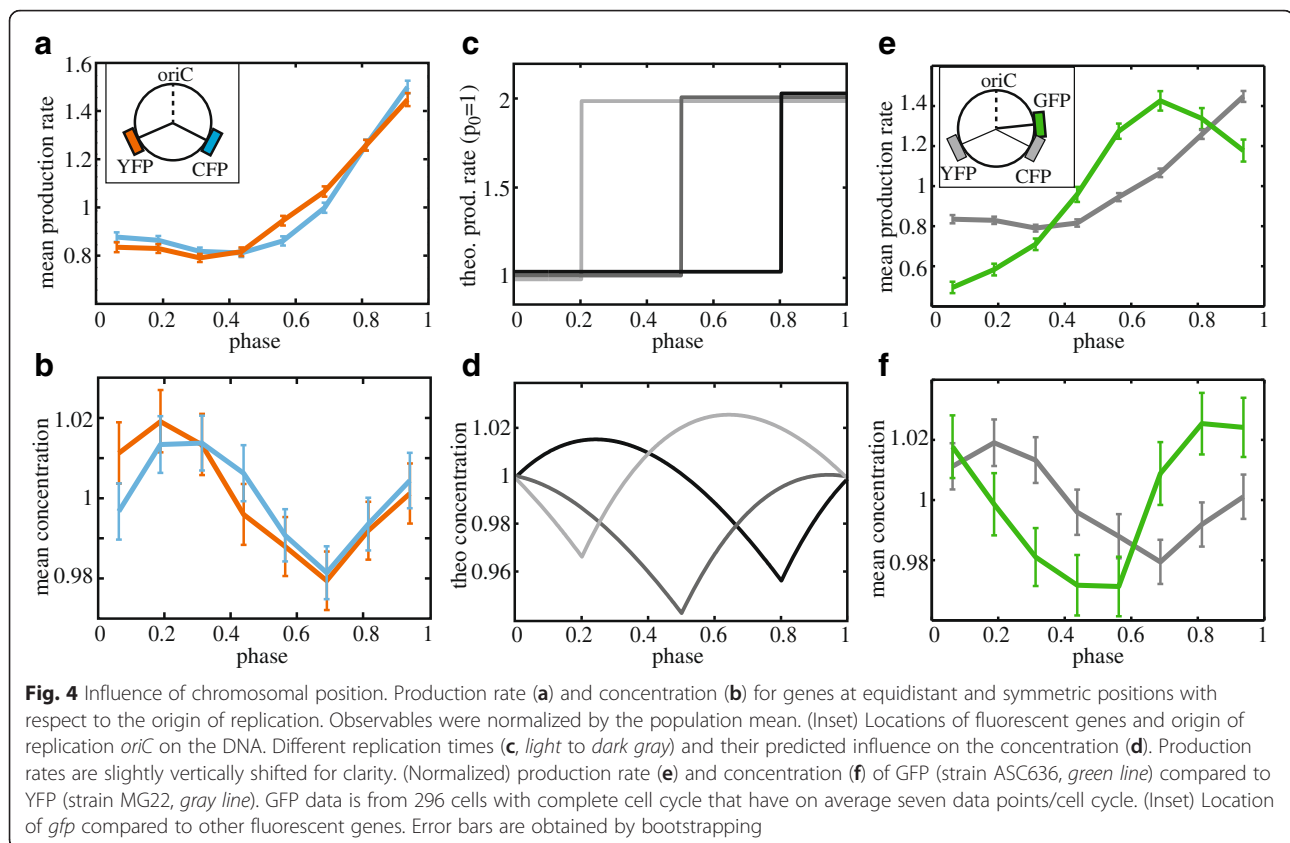 a
mean production rate
1.6
1.4
1.2
1
0.8
0 0.2 0.4 0.6 0.8 1
phase
oriC
YFP CFP
b
mean concentration
1.02
1
0.98
0 0.2 0.4 0.6 0.8 1
phase
c
theo. prod. rate (p₀=1)
2
1.5
1
0 0.2 0.4 0.6 0.8 1
phase
d
theo concentration
1.02
1
0.98
0.96
0 0.2 0.4 0.6 0.8 1
phase
e
mean production rate
1.4
1.2
1
0.8
0.6
0 0.2 0.4 0.6 0.8 1
phase
oriC
GFP
YFP CFP
f
mean concentration
1.02
1
0.98
0 0.2 0.4 0.6 0.8 1
phase
Fig. 4 Influence of chromosomal position. Production rate (a) and concentration (b) for genes at equidistant and symmetric positions with
respect to the origin of replication. Observables were normalized by the population mean. (Inset) Locations of fluorescent genes and origin of
replication oriC on the DNA. Different replication times (c, light to dark gray) and their predicted influence on the concentration (d). Production
rates are slightly vertically shifted for clarity. (Normalized) production rate (e) and concentration (f) of GFP (strain ASC636, green line) compared to
YFP (strain MG22, gray line). GFP data is from 296 cells with complete cell cycle that have on average seven data points/cell cycle. (Inset) Location
of gfp compared to other fluorescent genes. Error bars are obtained by bootstrapping